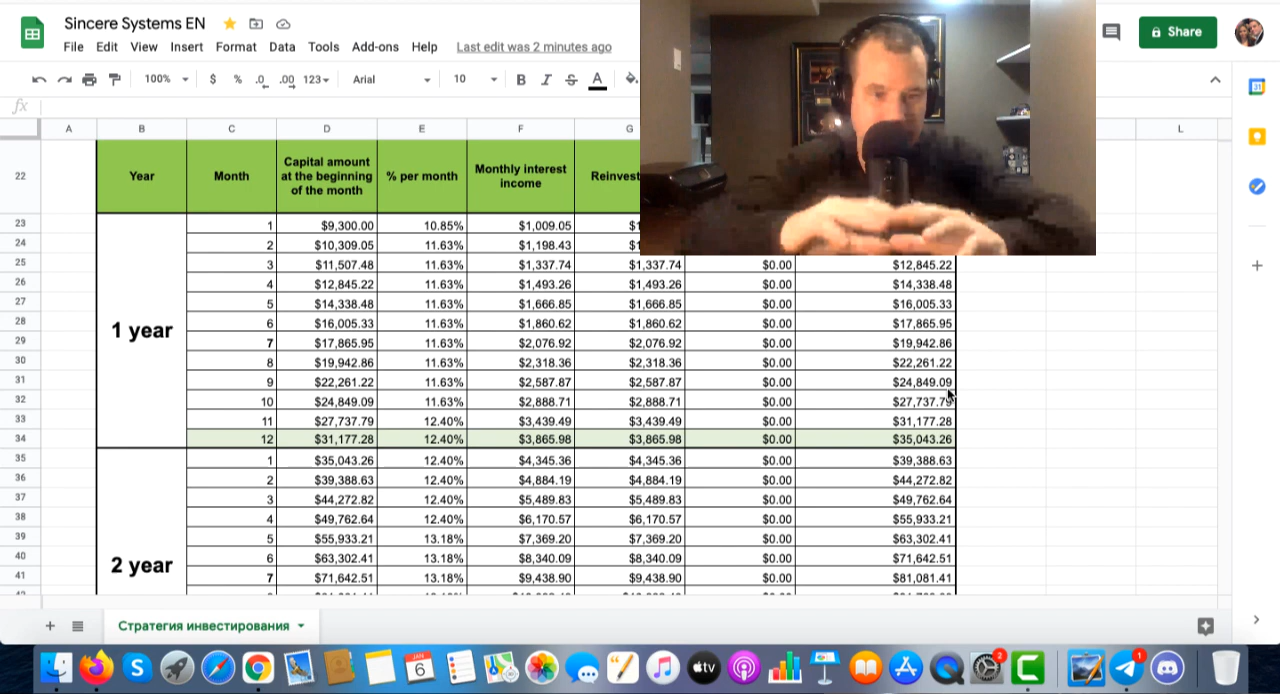 Sincere Systems EN
File Edit View Insert Format Data Tools Add-ons Help Last edit was 2 minutes ago
Share
100% $ % .0 .00 123 Arial 10 B I S A
fx
A B C D E F G L
22 Year Month Capital amount at the beginning of the month % per month Monthly interest income Reinvest
23 1 $9,300.00 10.85% $1,009.05
24 2 $10,309.05 11.63% $1,198.43
25 3 $11,507.48 11.63% $1,337.74 $1,337.74 $0.00 $12,845.22
26 4 $12,845.22 11.63% $1,493.26 $1,493.26 $0.00 $14,338.48
27 5 $14,338.48 11.63% $1,666.85 $1,666.85 $0.00 $16,005.33
28 6 $16,005.33 11.63% $1,860.62 $1,860.62 $0.00 $17,865.95
1 year
29 7 $17,865.95 11.63% $2,076.92 $2,076.92 $0.00 $19,942.86
30 8 $19,942.86 11.63% $2,318.36 $2,318.36 $0.00 $22,261.22
31 9 $22,261.22 11.63% $2,587.87 $2,587.87 $0.00 $24,849.09
32 10 $24,849.09 11.63% $2,888.71 $2,888.71 $0.00 $27,737.79
33 11 $27,737.79 12.40% $3,439.49 $3,439.49 $0.00 $31,177.28
34 12 $31,177.28 12.40% $3,865.98 $3,865.98 $0.00 $35,043.26
35 1 $35,043.26 12.40% $4,345.36 $4,345.36 $0.00 $39,388.63
36 2 $39,388.63 12.40% $4,884.19 $4,884.19 $0.00 $44,272.82
37 3 $44,272.82 12.40% $5,489.83 $5,489.83 $0.00 $49,762.64
38 4 $49,762.64 12.40% $6,170.57 $6,170.57 $0.00 $55,933.21
39 5 $55,933.21 13.18% $7,369.20 $7,369.20 $0.00 $63,302.41
40 6 $63,302.41 13.18% $8,340.09 $8,340.09 $0.00 $71,642.51
2 year
41 7 $71,642.51 13.18% $9,438.90 $9,438.90 $0.00 $81,081.41
Стратегия инвестирования
JAN
6
tv
2
1